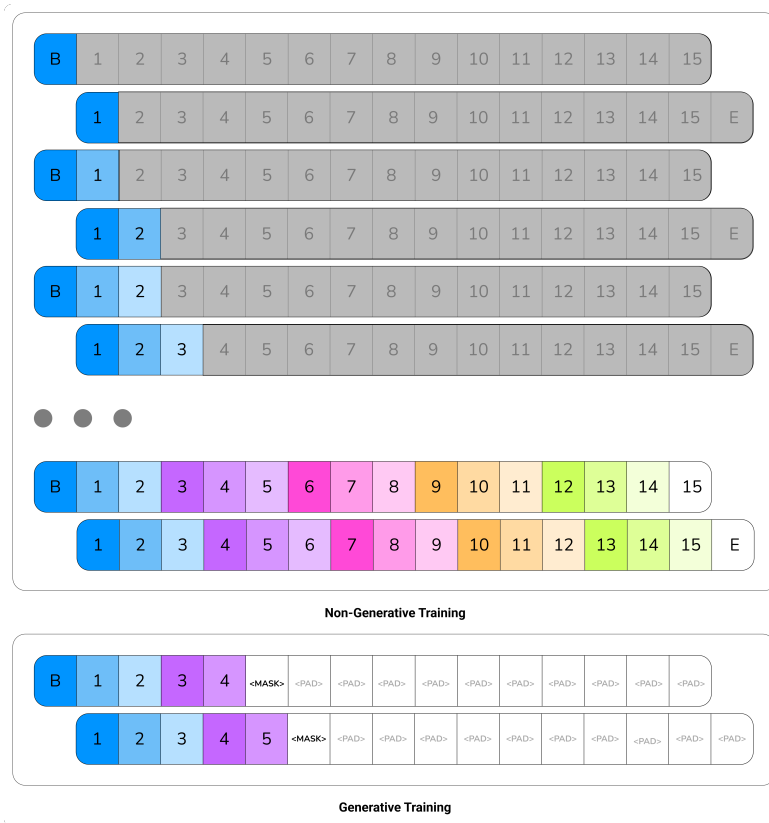 B 1 2 3 4 5 6 7 8 9 10 11 12 13 14 15
1 2 3 4 5 6 7 8 9 10 11 12 13 14 15 E
B 1 2 3 4 5 6 7 8 9 10 11 12 13 14 15
1 2 3 4 5 6 7 8 9 10 11 12 13 14 15 E
B 1 2 3 4 5 6 7 8 9 10 11 12 13 14 15
1 2 3 4 5 6 7 8 9 10 11 12 13 14 15 E
B 1 2 3 4 5 6 7 8 9 10 11 12 13 14 15
1 2 3 4 5 6 7 8 9 10 11 12 13 14 15 E
Non-Generative Training
B 1 2 3 4 <MASK> <PAD> <PAD> <PAD> <PAD> <PAD> <PAD> <PAD> <PAD> <PAD> <PAD>
1 2 3 4 5 <MASK> <PAD> <PAD> <PAD> <PAD> <PAD> <PAD> <PAD> <PAD> <PAD> <PAD>
Generative Training